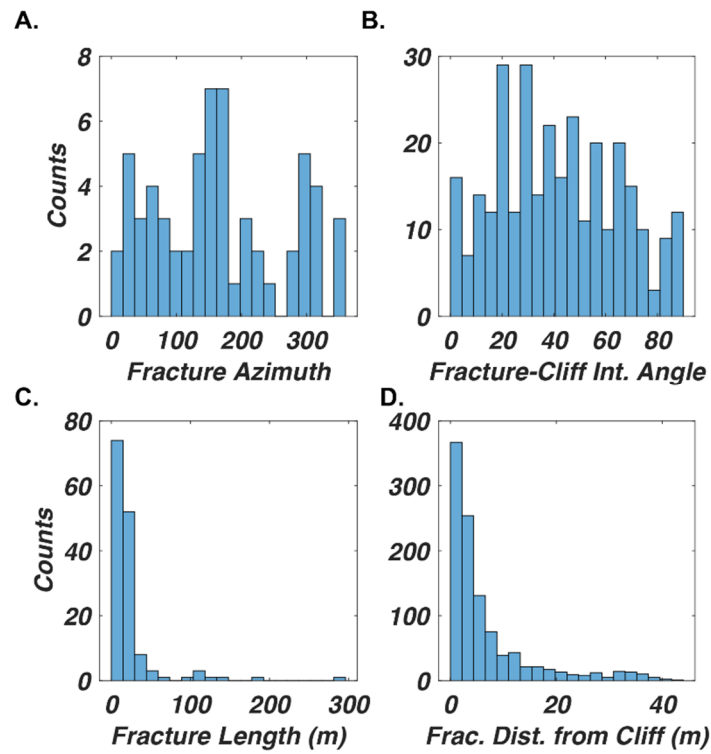 A.
B.
8
6
4
2
0
Counts
0 100 200 300
Fracture Azimuth
30
20
10
0
0 20 40 60 80
Fracture-Cliff Int. Angle
C.
D.
80
60
40
20
0
Counts
0 100 200 300
Fracture Length (m)
400
300
200
100
0
0 20 40
Frac. Dist. from Cliff (m)